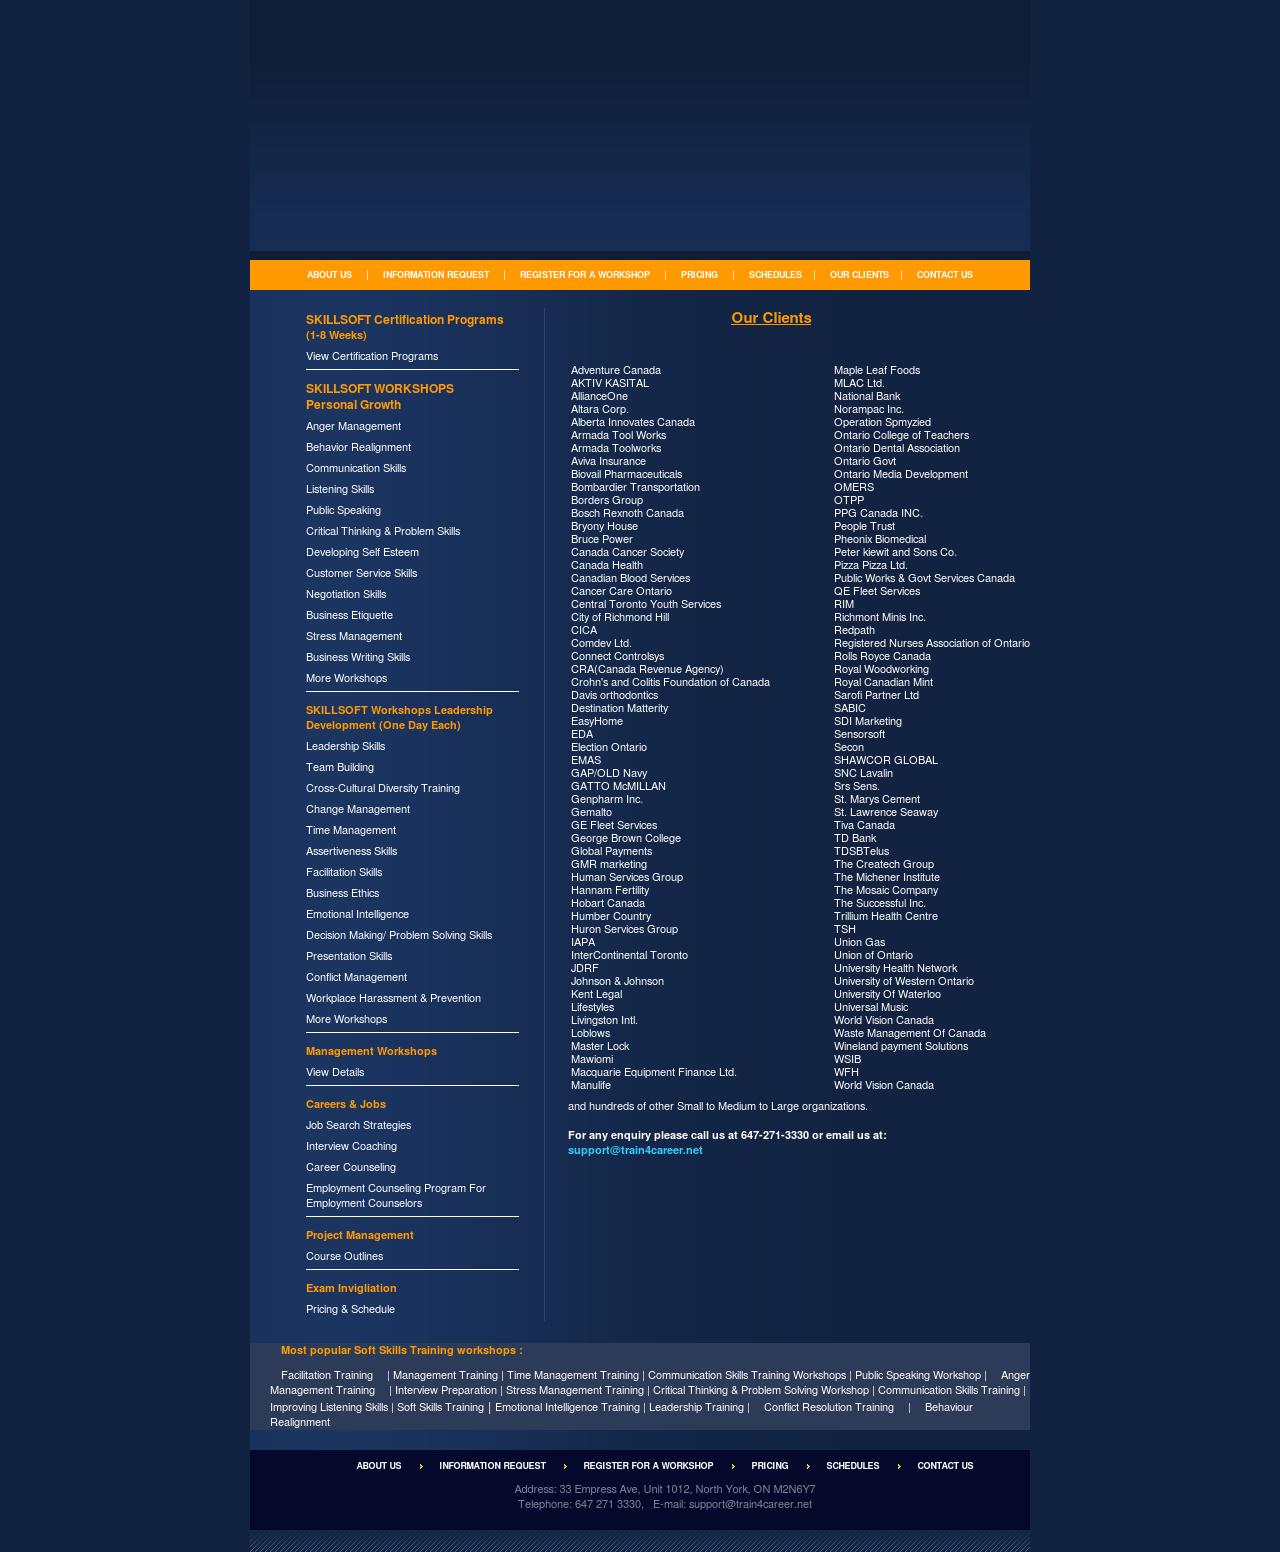 ABOUT US | INFORMATION REQUEST | REGISTER FOR A WORKSHOP | PRICING | SCHEDULES | OUR CLIENTS | CONTACT US
SKILLSOFT Certification Programs
(1-8 Weeks)
View Certification Programs
SKILLSOFT WORKSHOPS
Personal Growth
Anger Management
Behavior Realignment
Communication Skills
Listening Skills
Public Speaking
Critical Thinking & Problem Skills
Developing Self Esteem
Customer Service Skills
Negotiation Skills
Business Etiquette
Stress Management
Business Writing Skills
More Workshops
SKILLSOFT Workshops Leadership
Development (One Day Each)
Leadership Skills
Team Building
Cross-Cultural Diversity Training
Change Management
Time Management
Assertiveness Skills
Facilitation Skills
Business Ethics
Emotional Intelligence
Decision Making/ Problem Solving Skills
Presentation Skills
Conflict Management
Workplace Harassment & Prevention
More Workshops
Management Workshops
View Details
Careers & Jobs
Job Search Strategies
Interview Coaching
Career Counseling
Employment Counseling Program For
Employment Counselors
Project Management
Course Outlines
Exam Invigliation
Pricing & Schedule
Our Clients
Adventure Canada
AKTIV KASITAL
AllianceOne
Altara Corp.
Alberta Innovates Canada
Armada Tool Works
Armada Toolworks
Aviva Insurance
Biovail Pharmaceuticals
Bombardier Transportation
Borders Group
Bosch Rexnoth Canada
Bryony House
Bruce Power
Canada Cancer Society
Canada Health
Canadian Blood Services
Cancer Care Ontario
Central Toronto Youth Services
City of Richmond Hill
CICA
Comdev Ltd.
Connect Controlsys
CRA(Canada Revenue Agency)
Crohn's and Colitis Foundation of Canada
Davis orthodontics
Destination Matterity
EasyHome
EDA
Election Ontario
EMAS
GAP/OLD Navy
GATTO McMILLAN
Genpharm Inc.
Gemalto
GE Fleet Services
George Brown College
Global Payments
GMR marketing
Human Services Group
Hannam Fertility
Hobart Canada
Humber Country
Huron Services Group
IAPA
InterContinental Toronto
JDRF
Johnson & Johnson
Kent Legal
Lifestyles
Livingston Intl.
Loblows
Master Lock
Mawiomi
Macquarie Equipment Finance Ltd.
Manulife
Maple Leaf Foods
MLAC Ltd.
National Bank
Norampac Inc.
Operation Spmyzied
Ontario College of Teachers
Ontario Dental Association
Ontario Govt
Ontario Media Development
OMERS
OTPP
PPG Canada INC.
People Trust
Pheonix Biomedical
Peter kiewit and Sons Co.
Pizza Pizza Ltd.
Public Works & Govt Services Canada
QE Fleet Services
RIM
Richmont Minis Inc.
Redpath
Registered Nurses Association of Ontario
Rolls Royce Canada
Royal Woodworking
Royal Canadian Mint
Sarofi Partner Ltd
SABIC
SDI Marketing
Sensorsoft
Secon
SHAWCOR GLOBAL
SNC Lavalin
Srs Sens.
St. Marys Cement
St. Lawrence Seaway
Tiva Canada
TD Bank
TDSBTelus
The Createch Group
The Michener Institute
The Mosaic Company
The Successful Inc.
Trillium Health Centre
TSH
Union Gas
Union of Ontario
University Health Network
University of Western Ontario
University Of Waterloo
Universal Music
World Vision Canada
Waste Management Of Canada
Wineland payment Solutions
WSIB
WFH
World Vision Canada
and hundreds of other Small to Medium to Large organizations.
For any enquiry please call us at 647-271-3330 or email us at:
support@train4career.net
Most popular Soft Skills Training workshops :
Facilitation Training | Management Training | Time Management Training | Communication Skills Training Workshops | Public Speaking Workshop | Anger
Management Training | Interview Preparation | Stress Management Training | Critical Thinking & Problem Solving Workshop | Communication Skills Training |
Improving Listening Skills | Soft Skills Training | Emotional Intelligence Training | Leadership Training | Conflict Resolution Training | Behaviour
Realignment
ABOUT US INFORMATION REQUEST REGISTER FOR A WORKSHOP PRICING SCHEDULES CONTACT US
Address: 33 Empress Ave, Unit 1012, North York, ON M2N6Y7
Telephone: 647 271 3330, E-mail: support@train4career.net